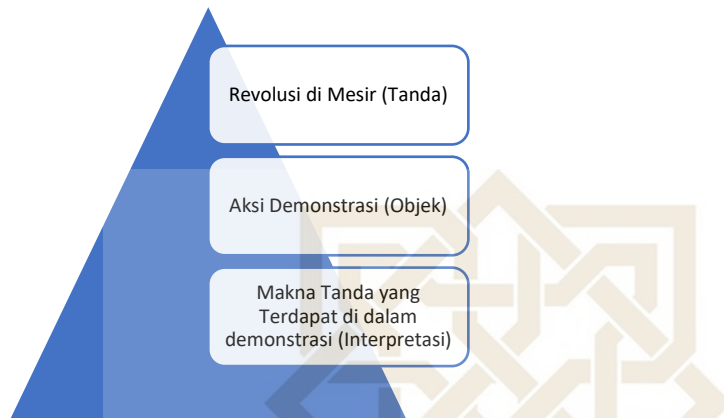 Revolusi di Mesir (Tanda)
Aksi Demonstrasi (Objek)
Makna Tanda yang
Terdapat di dalam
demonstrasi (Interpretasi)